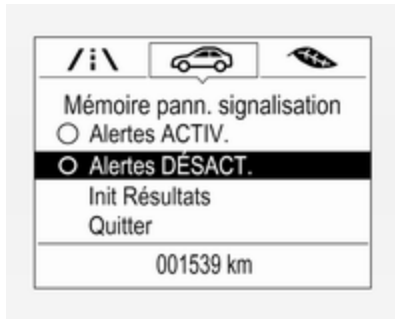 Mémoire pann. signalisation
Alertes ACTIV.
Alertes DÉSACT.
Init Résultats
Quitter
001539 km